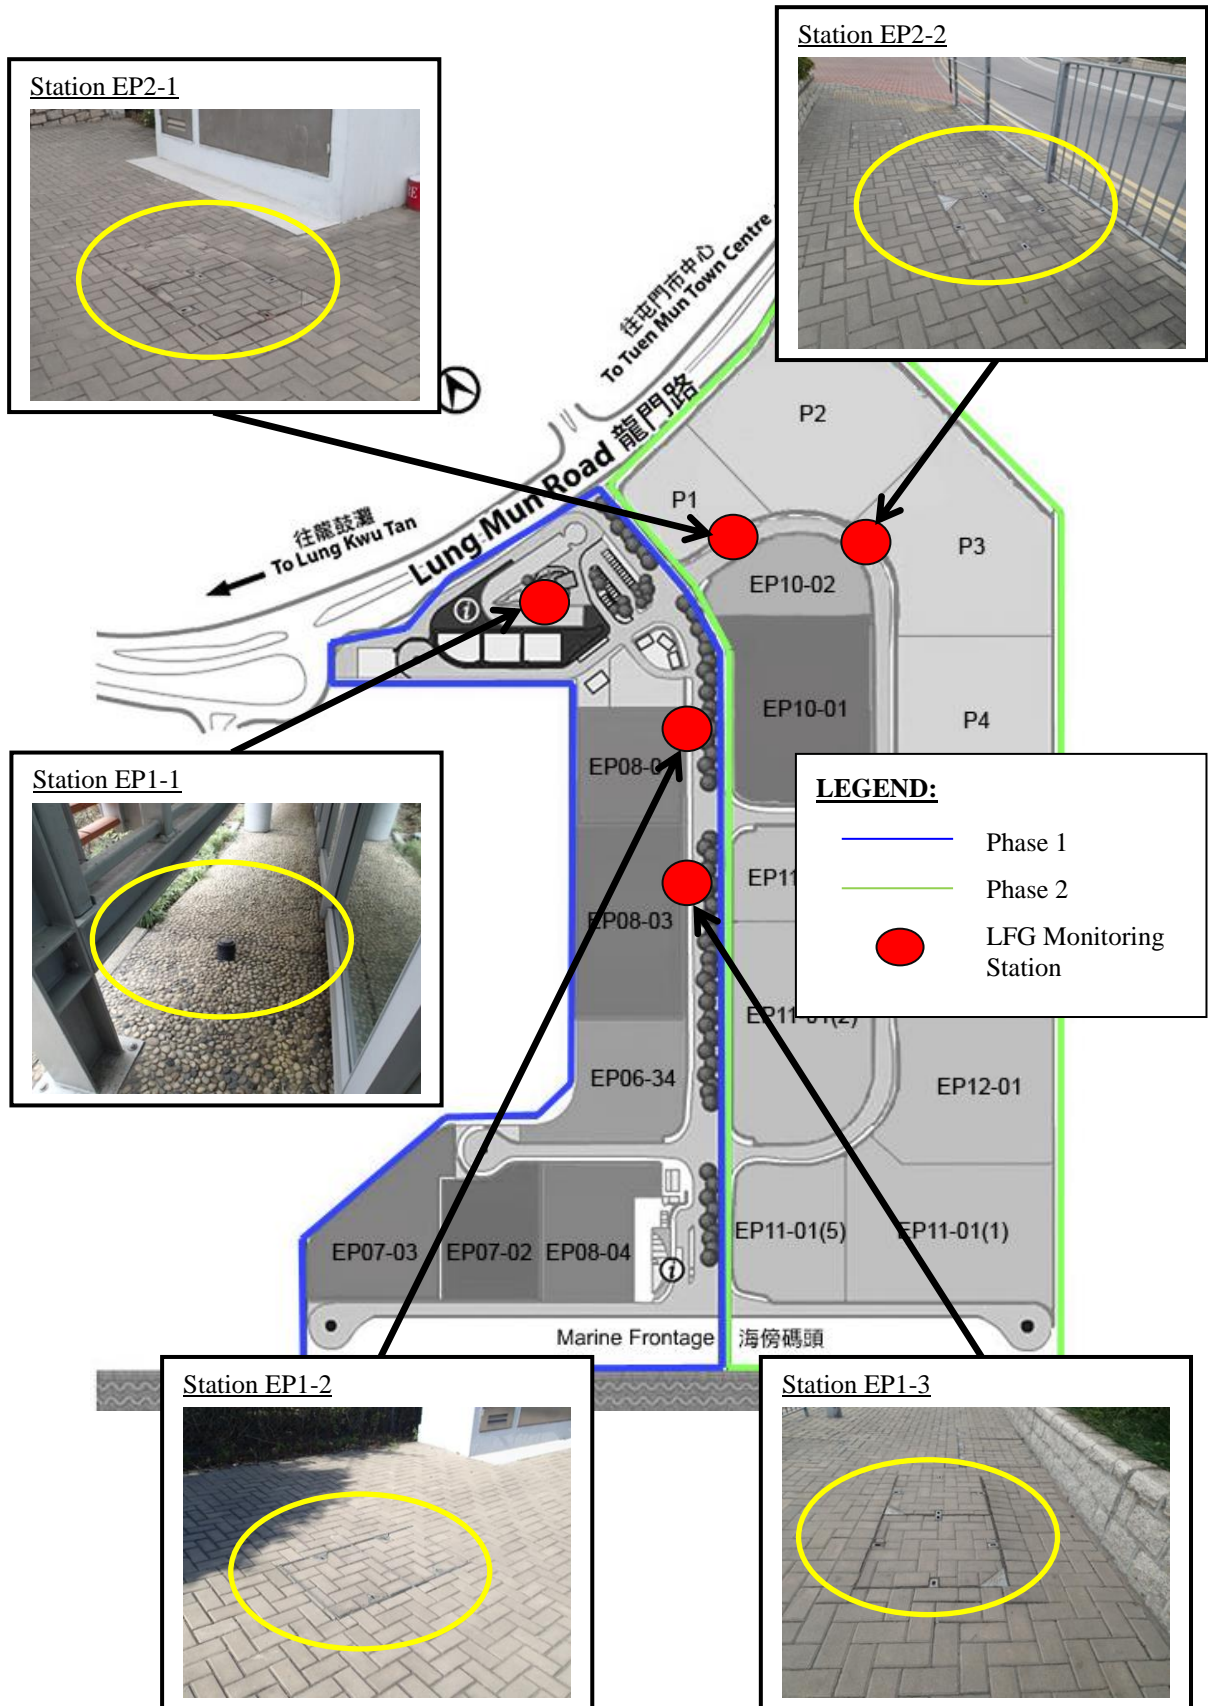 Station EP2-2
Station EP2-1
往屯門市中心
To Tuen Mun Town Centre
Lung Mun Road 龍門路
往龍鼓灘
To Lung Kwu Tan
P2
P1
P3
EP10-02
EP10-01
P4
Station EP1-1
EP08-0
LEGEND:
Phase 1
Phase 2
LFG Monitoring
Station
EP11
EP08-03
EP11-01(2)
EP06-34
EP12-01
EP07-03
EP07-02
EP08-04
EP11-01(5)
EP11-01(1)
Marine Frontage 海傍碼頭
Station EP1-2
Station EP1-3